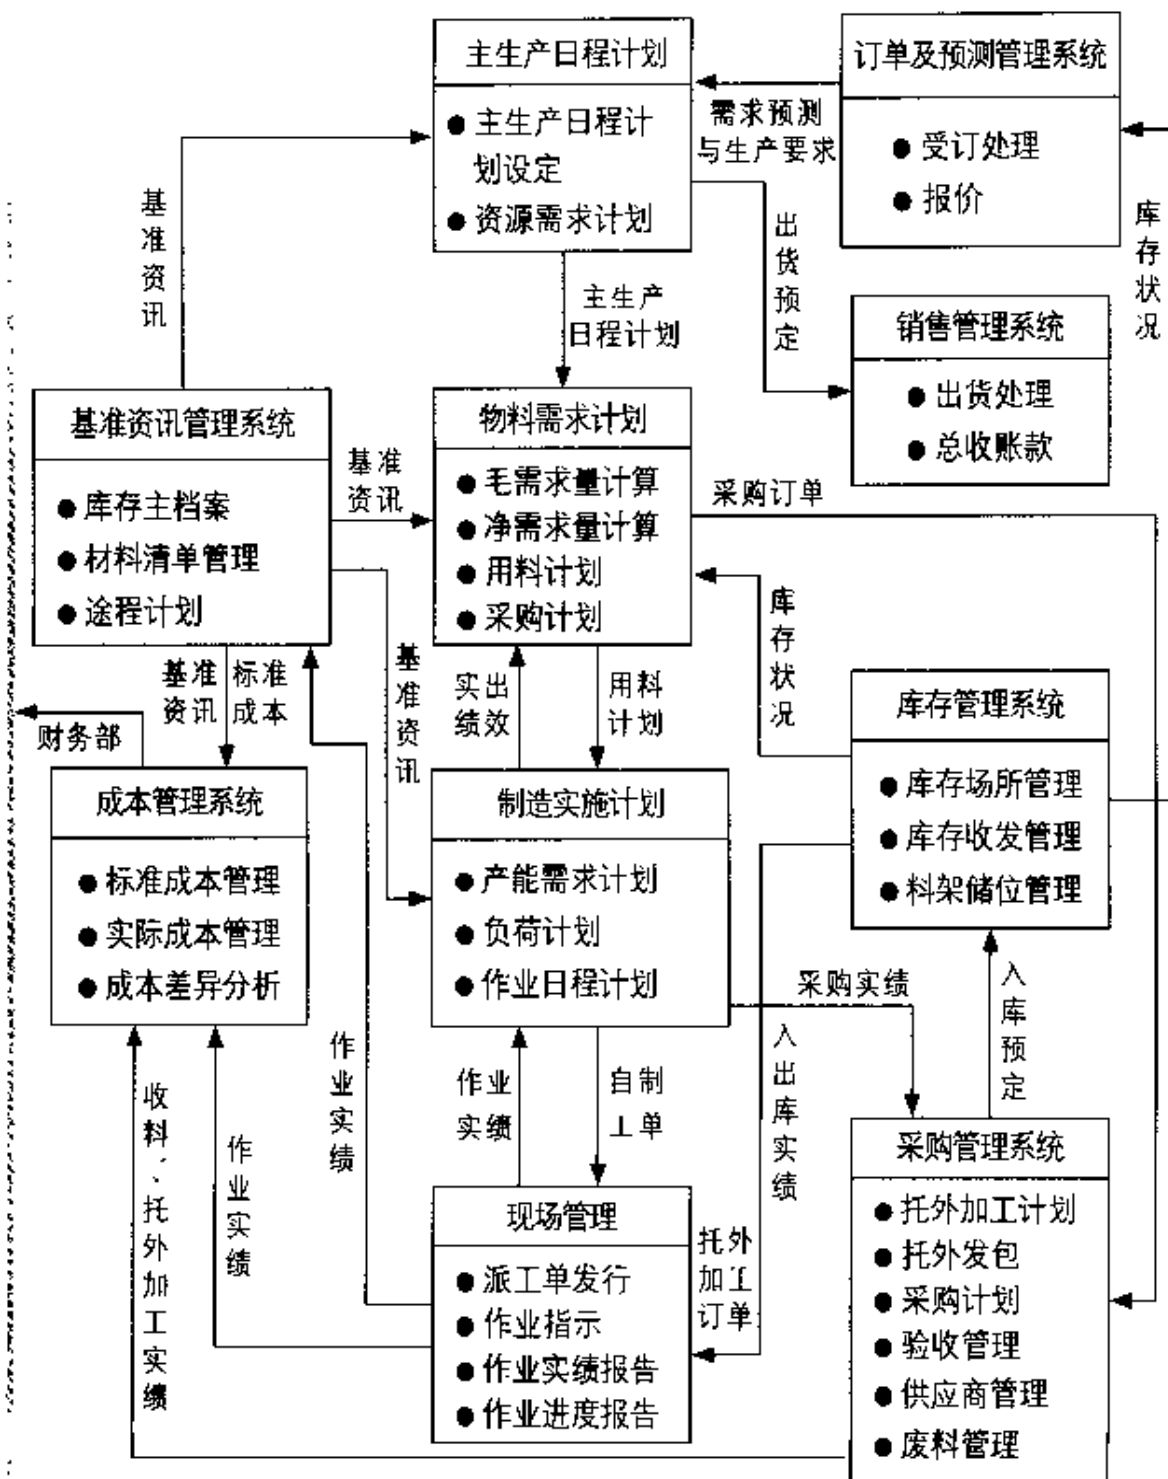 主生产日程计划
● 主生产日程计
划设定
● 资源需求计划
订单及预测管理系统
● 受订处理
● 报价
需求预测
与生产要求
基准资讯
出货预定
库存状况
主生产
日程计划
销售管理系统
● 出货处理
● 总收账款
基准资讯管理系统
● 库存主档案
● 材料清单管理
● 途程计划
基准
资讯
物料需求计划
● 毛需求量计算
● 净需求量计算
● 用料计划
● 采购计划
采购订单
库存状况
基准
资讯
标准
成本
基准资讯
实出
绩效
用料
计划
财务部
库存管理系统
● 库存场所管理
● 库存收发管理
● 料架储位管理
成本管理系统
● 标准成本管理
● 实际成本管理
● 成本差异分析
制造实施计划
● 产能需求计划
● 负荷计划
● 作业日程计划
采购实绩
入库预定
入出库实绩
作业实绩
作业
实绩
自制
工单
收料、托外加工实绩
作业实绩
现场管理
● 派工单发行
● 作业指示
● 作业实绩报告
● 作业进度报告
托外
加工
订单
采购管理系统
● 托外加工计划
● 托外发包
● 采购计划
● 验收管理
● 供应商管理
● 废料管理